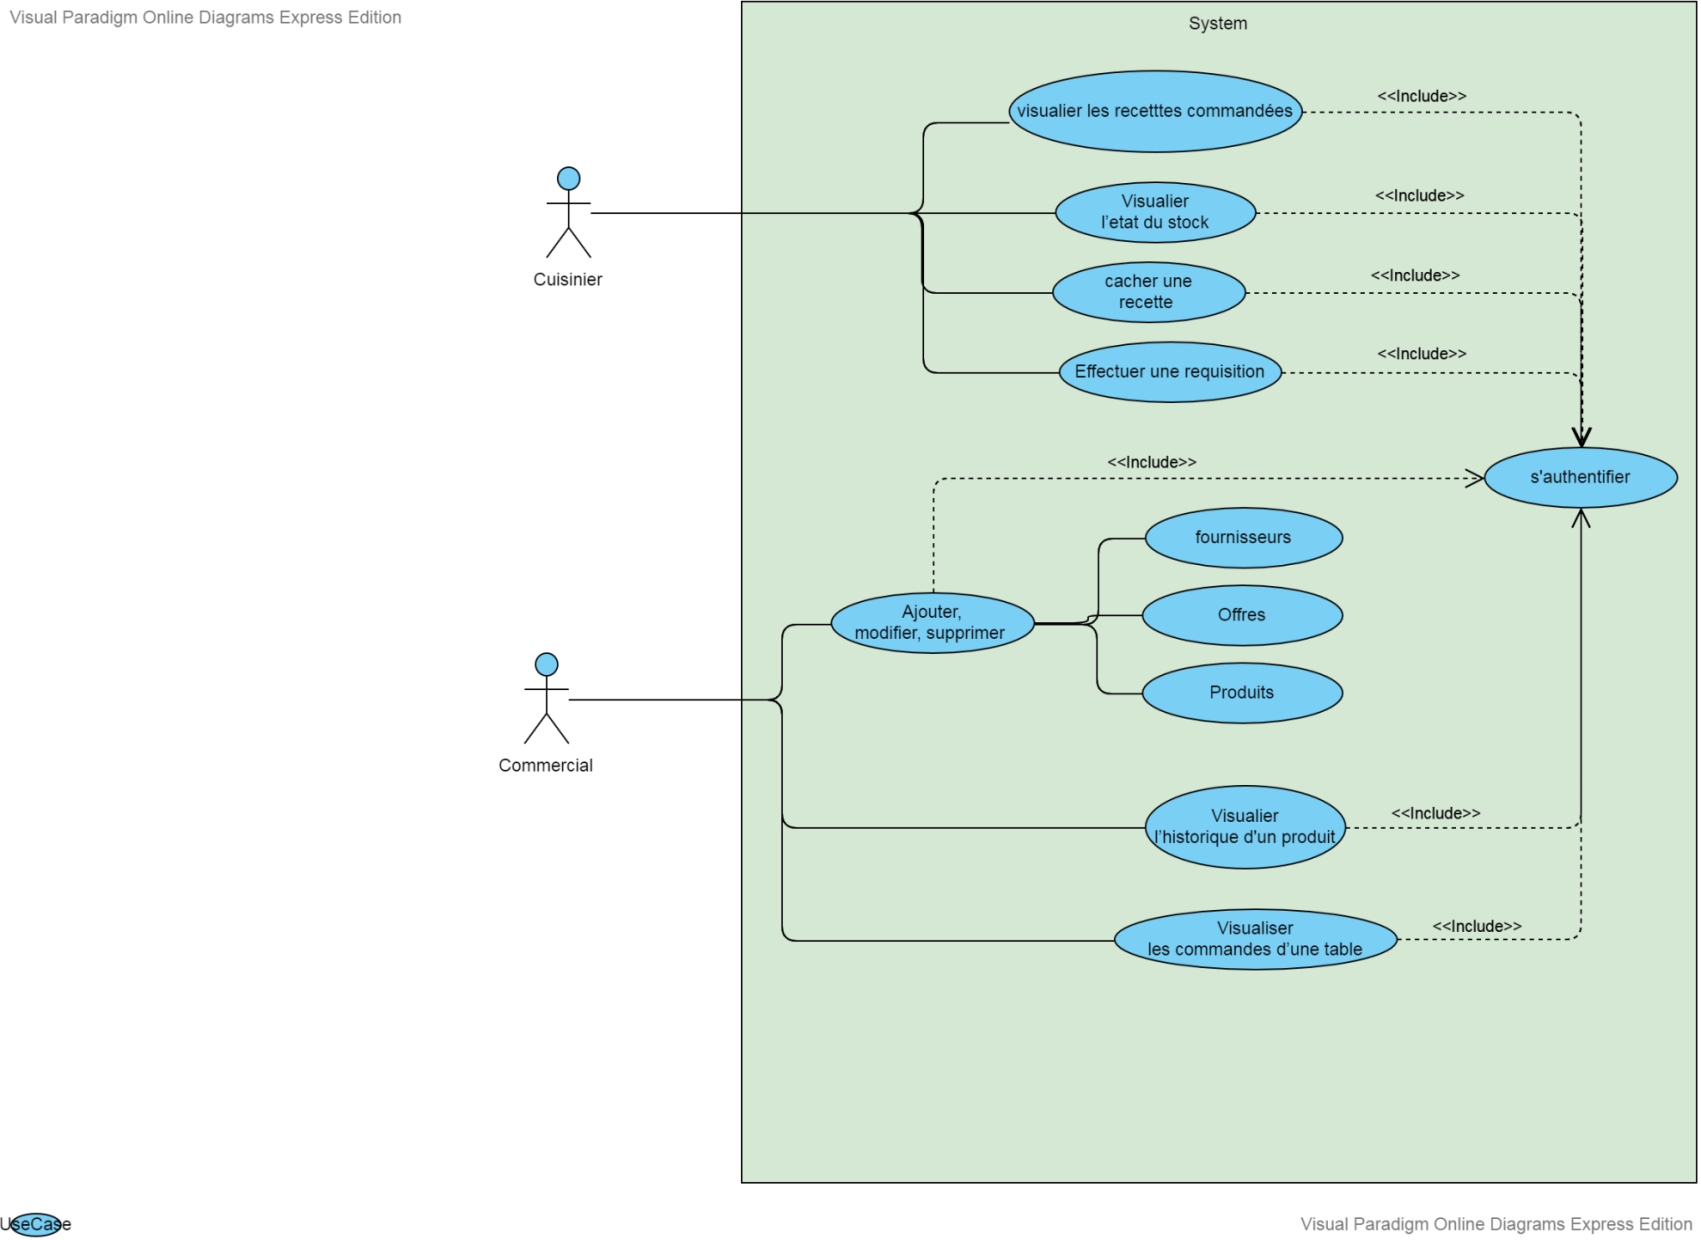 Visual Paradigm Online Diagrams Express Edition
System
visualier les recetttes commandées
<<Include>>
Visualier
l’etat du stock
<<Include>>
Cuisinier
cacher une
recette
<<Include>>
Effectuer une requisition
<<Include>>
<<Include>>
s'authentifier
fournisseurs
Ajouter,
modifier, supprimer
Offres
Produits
Commercial
Visualier
l’historique d'un produit
<<Include>>
Visualiser
les commandes d’une table
<<Include>>
UseCase
Visual Paradigm Online Diagrams Express Edition